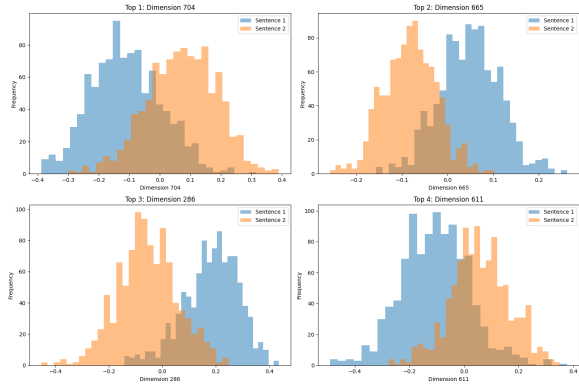 Top 1: Dimension 704
Sentence 1
Sentence 2
Frequency
80
60
40
20
0
−0.4
−0.3
−0.2
−0.1
0.0
0.1
0.2
0.3
0.4
Dimension 704
Top 2: Dimension 665
Sentence 1
Sentence 2
Frequency
80
60
40
20
0
−0.2
−0.1
0.0
0.1
0.2
Dimension 665
Top 3: Dimension 286
Sentence 1
Sentence 2
Frequency
100
80
60
40
20
0
−0.4
−0.2
0.0
0.2
0.4
Dimension 286
Top 4: Dimension 611
Sentence 1
Sentence 2
Frequency
100
80
60
40
20
0
−0.4
−0.2
0.0
0.2
0.4
Dimension 611